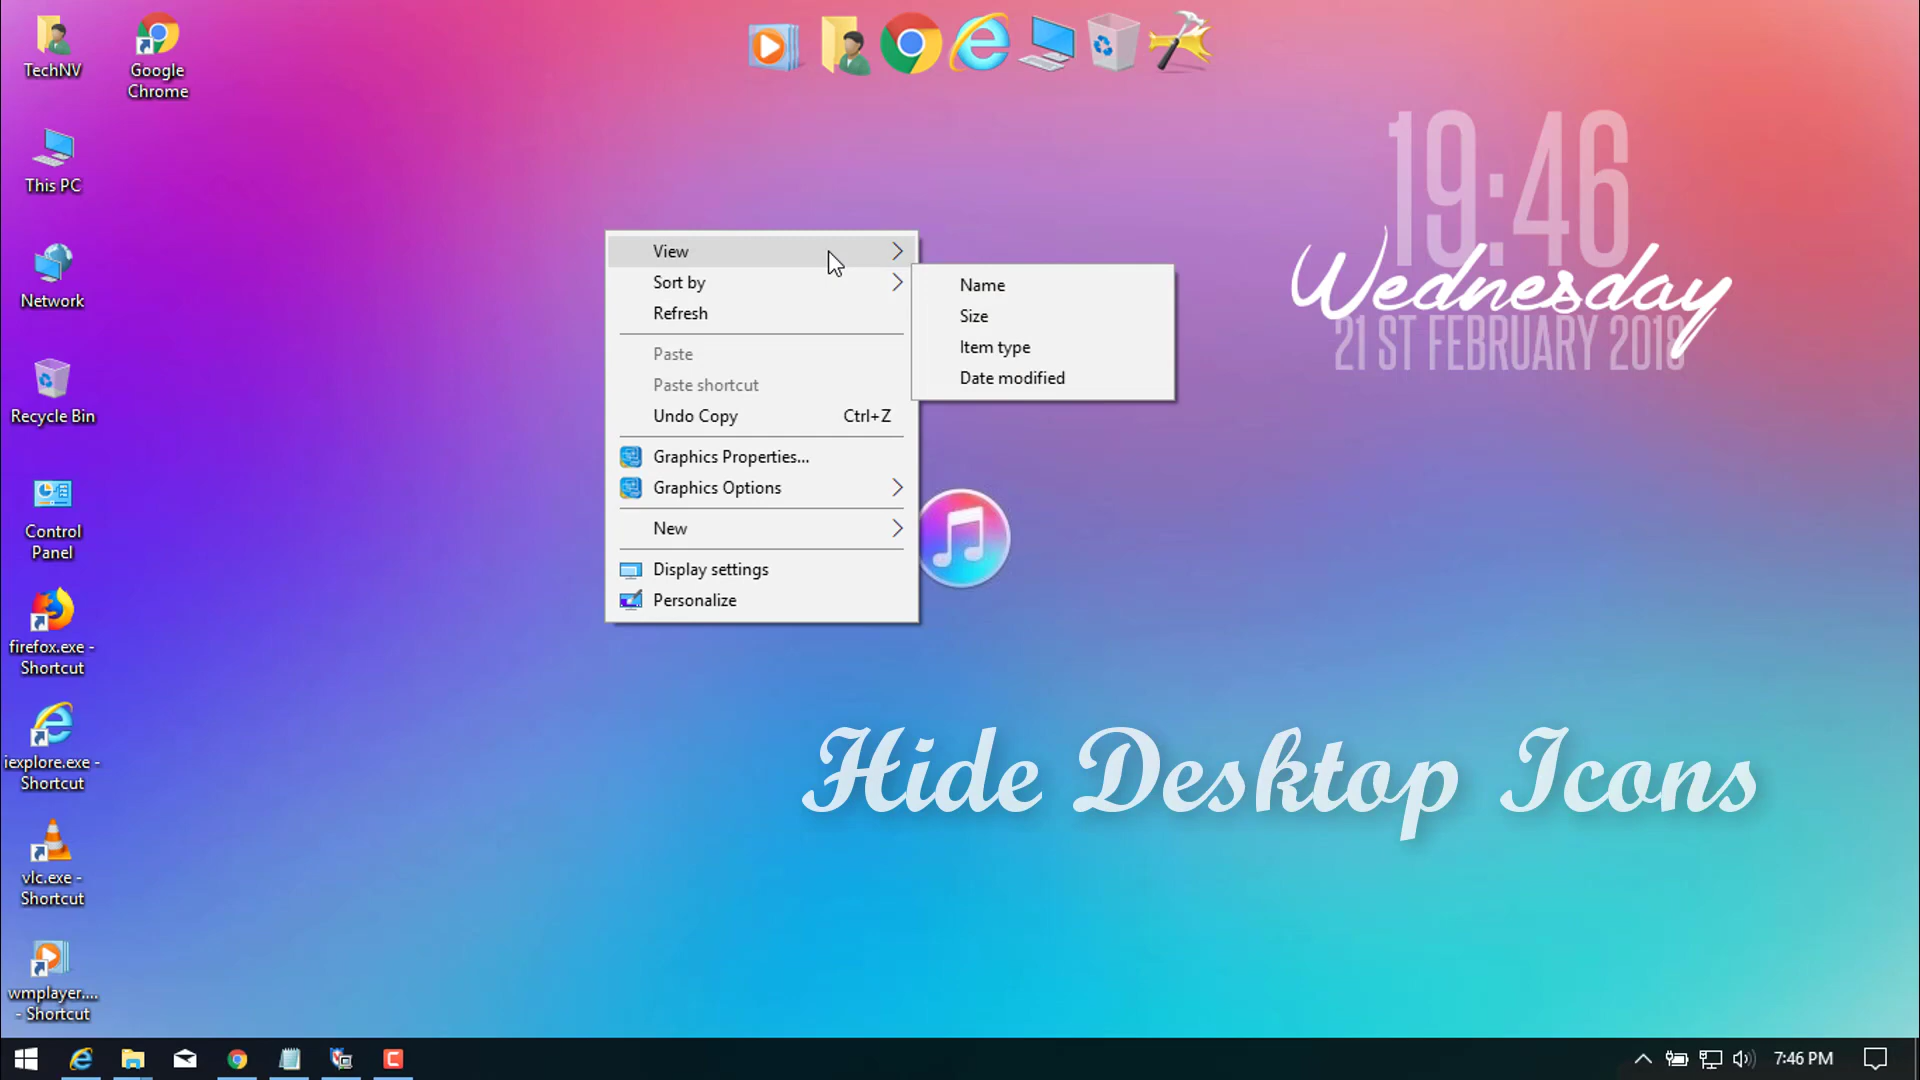 TechNV
Google
Chrome
This PC
Network
Recycle Bin
Control
Panel
firefox.exe -
Shortcut
iexplore.exe -
Shortcut
vlc.exe -
Shortcut
wmplayer....
- Shortcut
19:46
Wednesday
21 ST FEBRUARY 2018
View
Sort by
Refresh
Paste
Paste shortcut
Undo Copy Ctrl+Z
Graphics Properties...
Graphics Options
New
Display settings
Personalize
Name
Size
Item type
Date modified
Hide Desktop Icons
7:46 PM